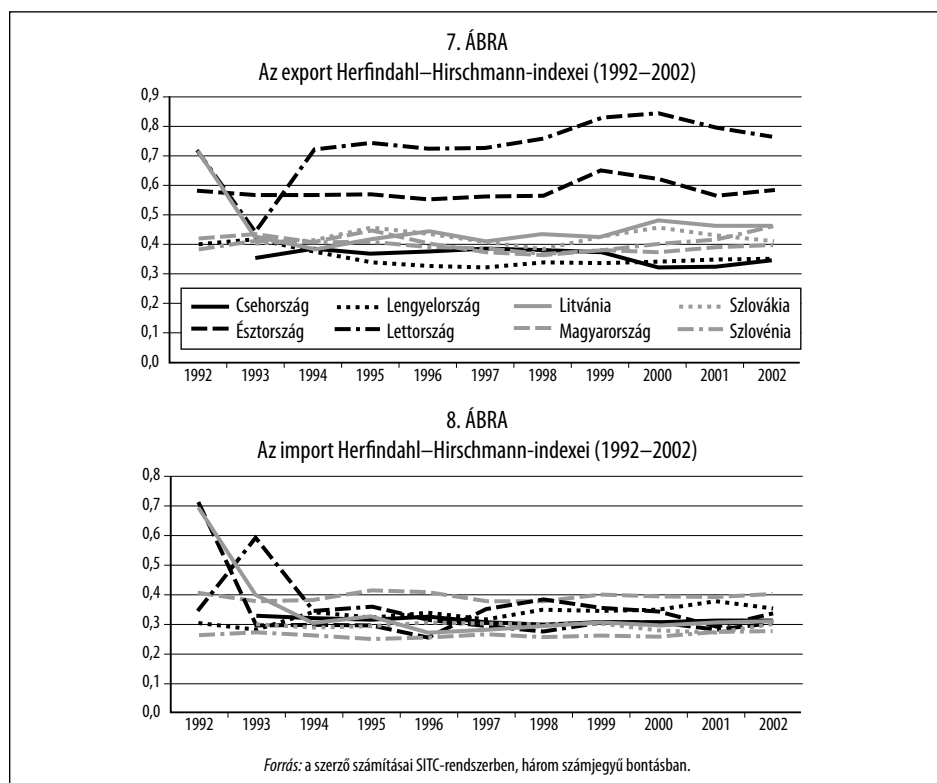 7. ÁBRA
Az export Herfindahl–Hirschmann-indexei (1992–2002)
0,9
0,8
0,7
0,6
0,5
0,4
0,3
0,2
0,1
0,0
Csehország Lengyelország Litvánia Szlovákia
Észtország Lettország Magyarország Szlovénia
1992 1993 1994 1995 1996 1997 1998 1999 2000 2001 2002
8. ÁBRA
Az import Herfindahl–Hirschmann-indexei (1992–2002)
0,8
0,7
0,6
0,5
0,4
0,3
0,2
0,1
0,0
1992 1993 1994 1995 1996 1997 1998 1999 2000 2001 2002
Forrás: a szerző számításai SITC-rendszerben, három számjegyű bontásban.